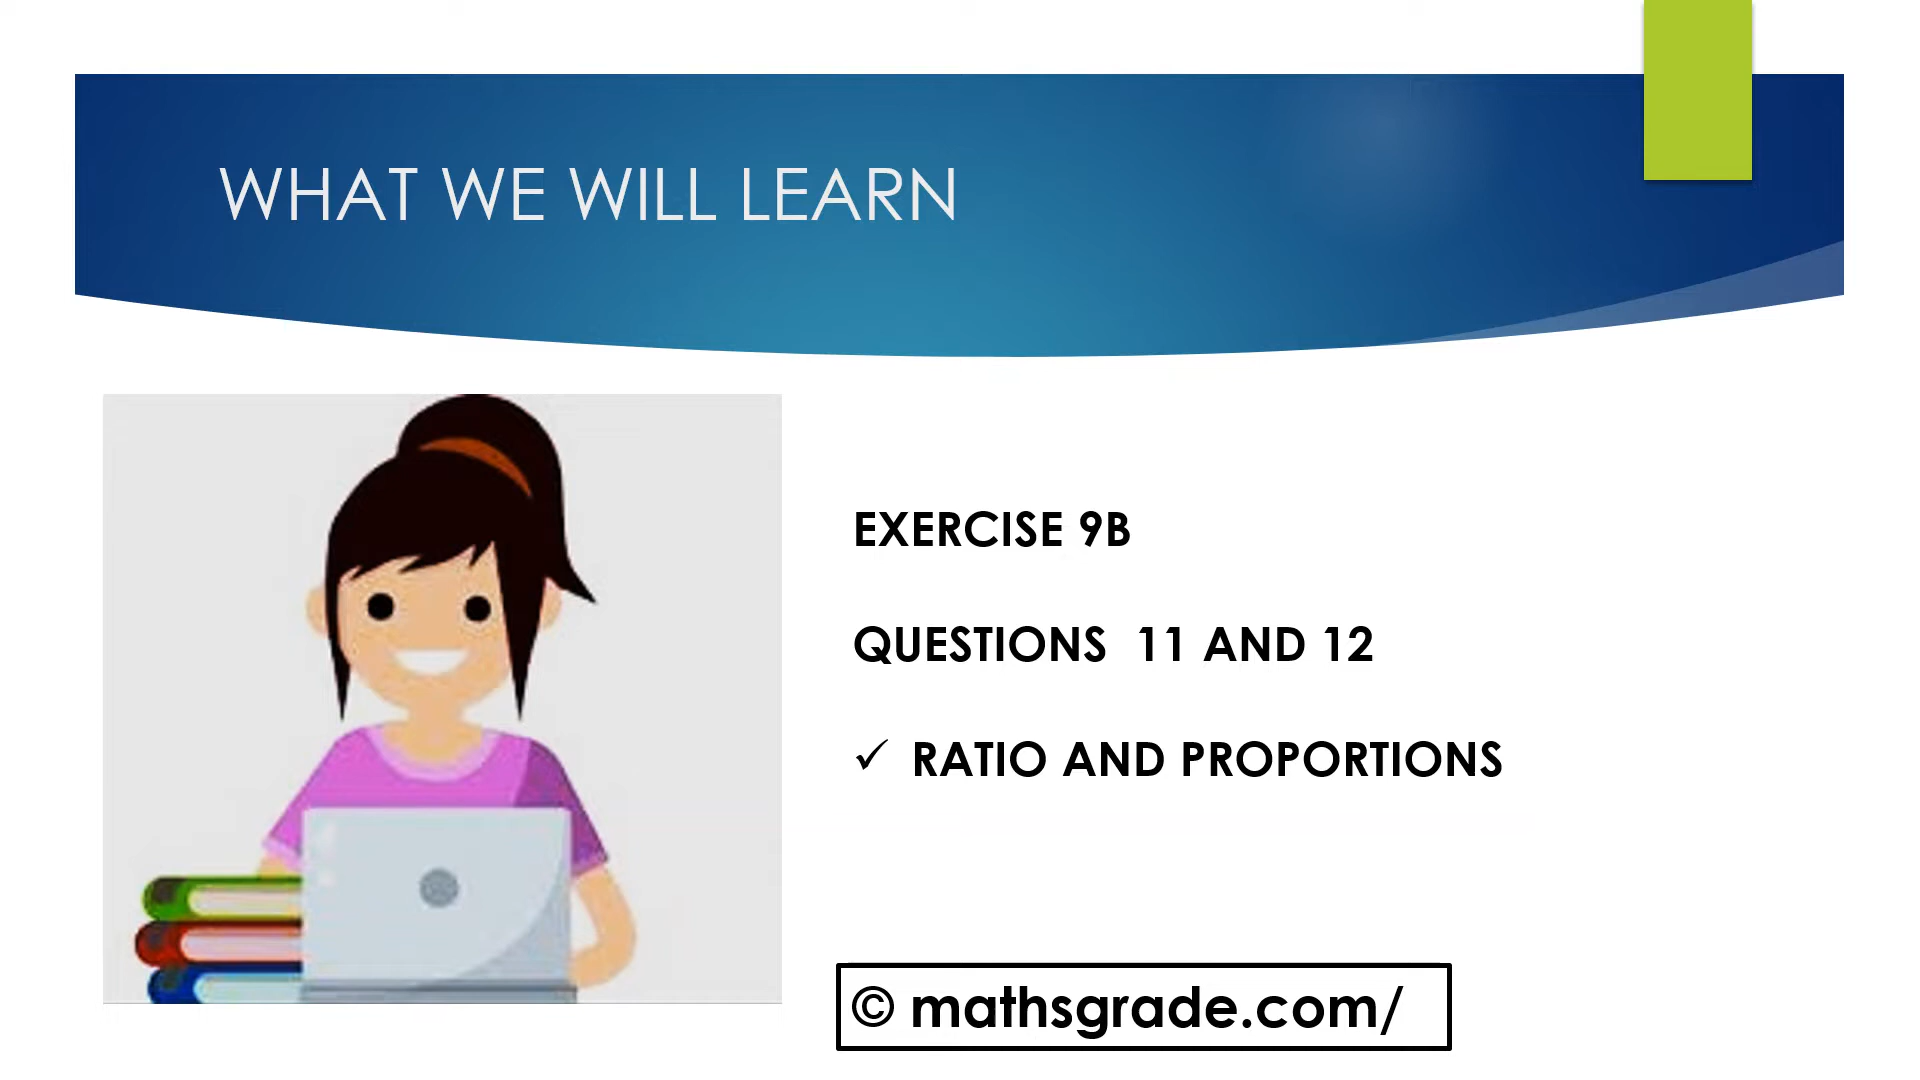 WHAT WE WILL LEARN
EXERCISE 9B
QUESTIONS 11 AND 12
✓ RATIO AND PROPORTIONS
© mathsgrade.com/